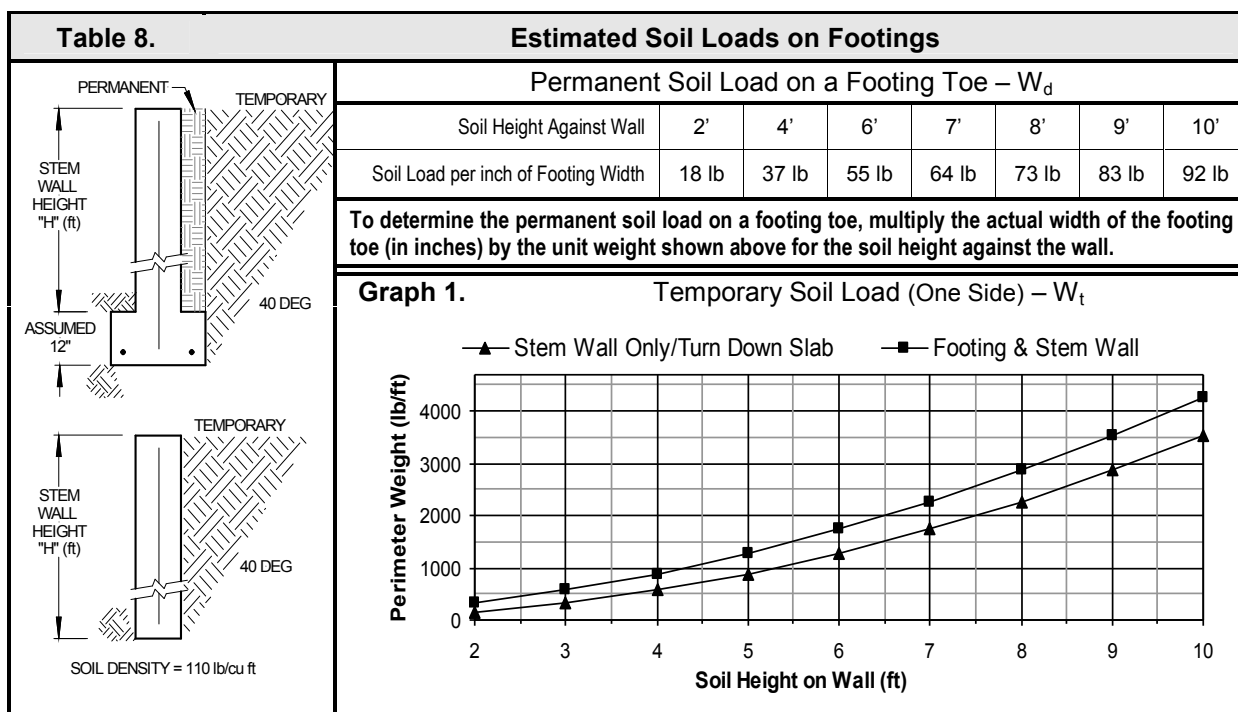 Table 8. Estimated Soil Loads on Footings
PERMANENT
TEMPORARY
STEM
WALL
HEIGHT
"H" (ft)
40 DEG
ASSUMED
12"
TEMPORARY
STEM
WALL
HEIGHT
"H" (ft)
40 DEG
SOIL DENSITY = 110 lb/cu ft
Permanent Soil Load on a Footing Toe – Wd
Soil Height Against Wall 2’ 4’ 6’ 7’ 8’ 9’ 10’
Soil Load per inch of Footing Width 18 lb 37 lb 55 lb 64 lb 73 lb 83 lb 92 lb
To determine the permanent soil load on a footing toe, multiply the actual width of the footing
toe (in inches) by the unit weight shown above for the soil height against the wall.
Graph 1. Temporary Soil Load (One Side) – Wt
Stem Wall Only/Turn Down Slab Footing & Stem Wall
Perimeter Weight (lb/ft)
4000
3000
2000
1000
0
2 3 4 5 6 7 8 9 10
Soil Height on Wall (ft)